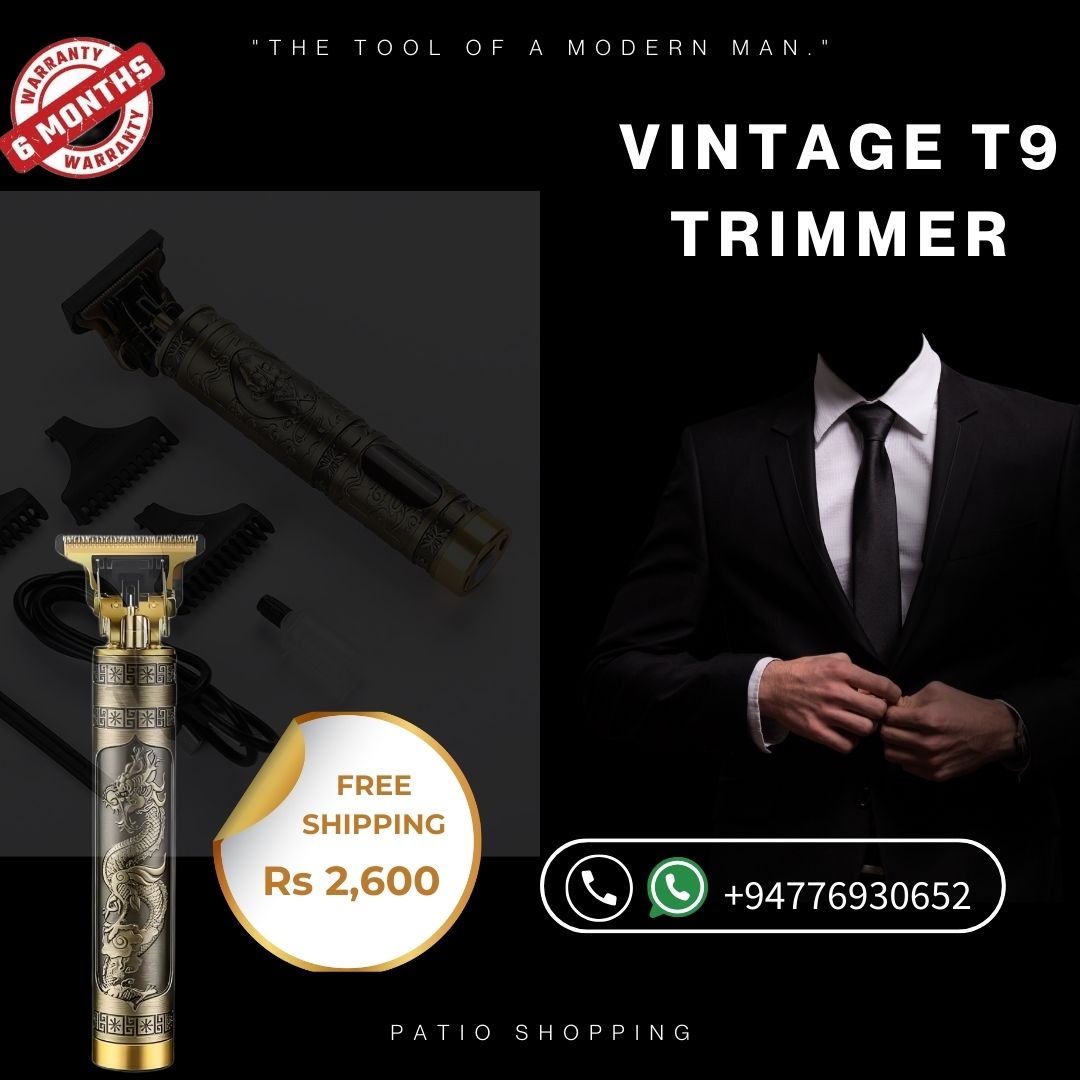 "THE TOOL OF A MODERN MAN."
WARRANTY
6 MONTHS
WARRANTY
VINTAGE T9
TRIMMER
FREE
SHIPPING
Rs 2,600
+94776930652
PATIO SHOPPING